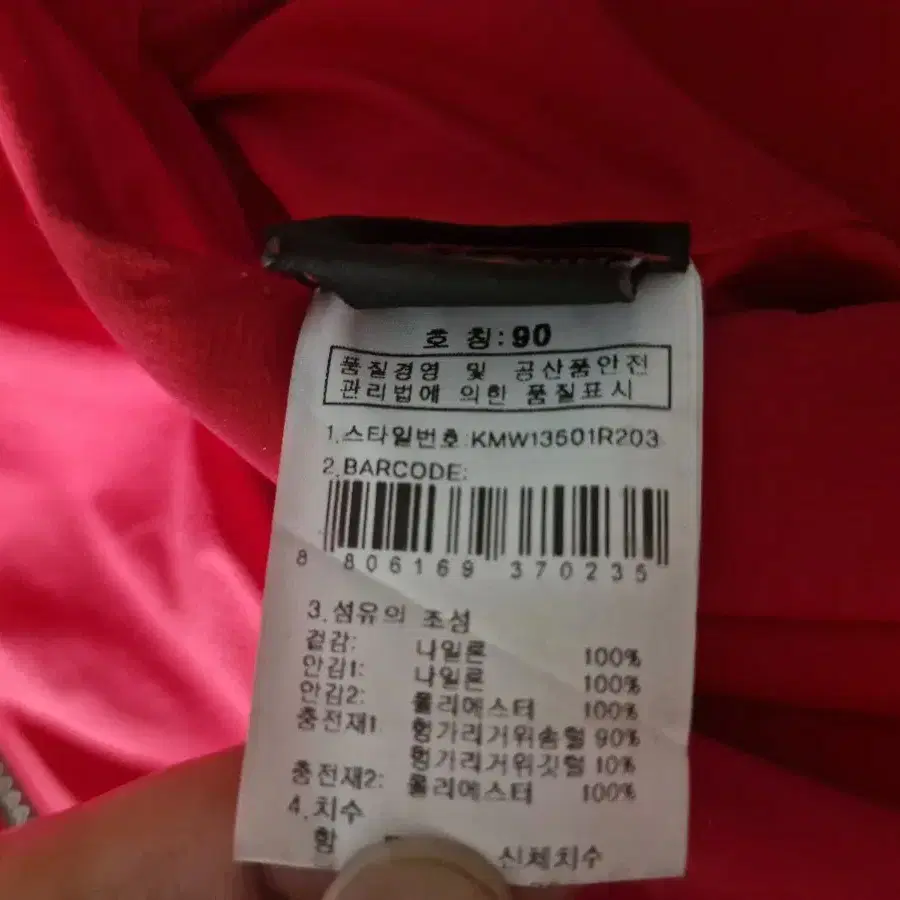 호 칭:90
품질경영 및 공산품안전
관리법에 의한 품질표시
1.스타일번호:KMW13501R203
2.BARCODE:
8 806169 370235
3.섬유의 조성
겉감: 나일론 100%
안감1: 나일론 100%
안감2: 폴리에스터 100%
충전재1 헝가리거위솜털 90%
헝가리거위깃털 10%
충전재2: 폴리에스터 100%
4.치수
항
신체치수